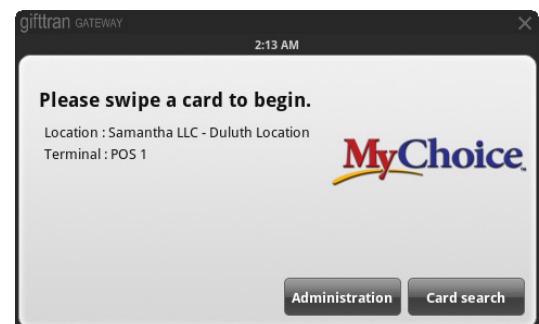 gifttran GATEWAY
2:13 AM
Please swipe a card to begin.
Location : Samantha LLC - Duluth Location
Terminal : POS 1
MyChoice™
Administration
Card search